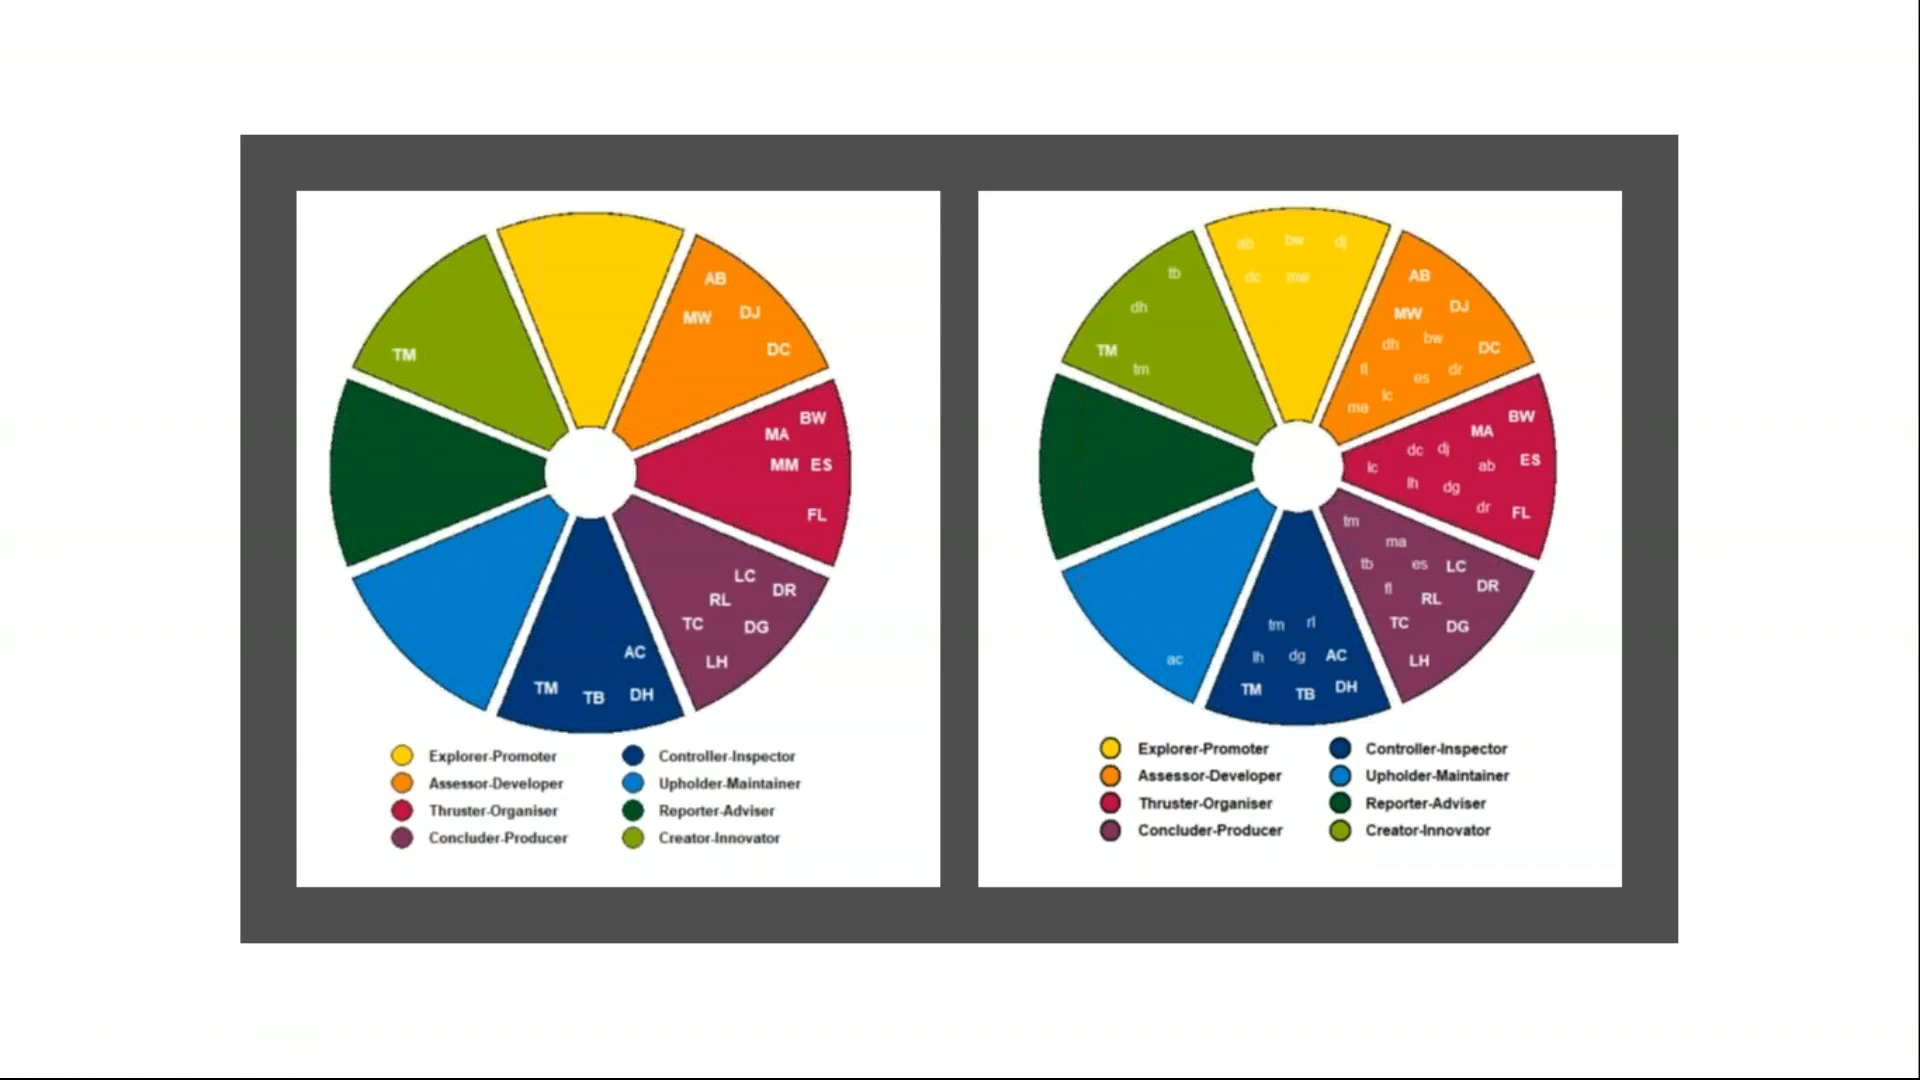 AB
MW DJ
DC
TM
BW
MA
MM ES
FL
LC
DR
RL
TC
DG
AC
LH
TM TB DH
Explorer-Promoter Controller-Inspector
Assessor-Developer Upholder-Maintainer
Thruster-Organiser Reporter-Adviser
Concluder-Producer Creator-Innovator
ab bw dj
dc mw
tb
dh
TM
tm
AB
MW DJ
dh bw DC
fl es dr
lc
ma
BW
MA
dc dj
lc ab ES
lh dg
dr FL
tm
ma
tb es LC
fl DR
RL
TC DG
LH
tm rl
lh dg AC
TM TB DH
ac
Explorer-Promoter Controller-Inspector
Assessor-Developer Upholder-Maintainer
Thruster-Organiser Reporter-Adviser
Concluder-Producer Creator-Innovator